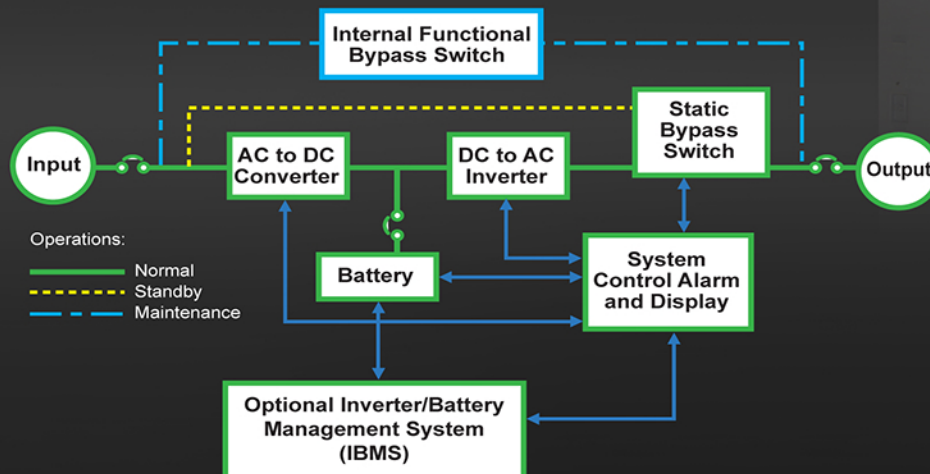 Internal Functional
Bypass Switch
Static
Bypass
Switch
Input
AC to DC
Converter
DC to AC
Inverter
Output
Operations:
Normal
Standby
Maintenance
Battery
System
Control Alarm
and Display
Optional Inverter/Battery
Management System
(IBMS)